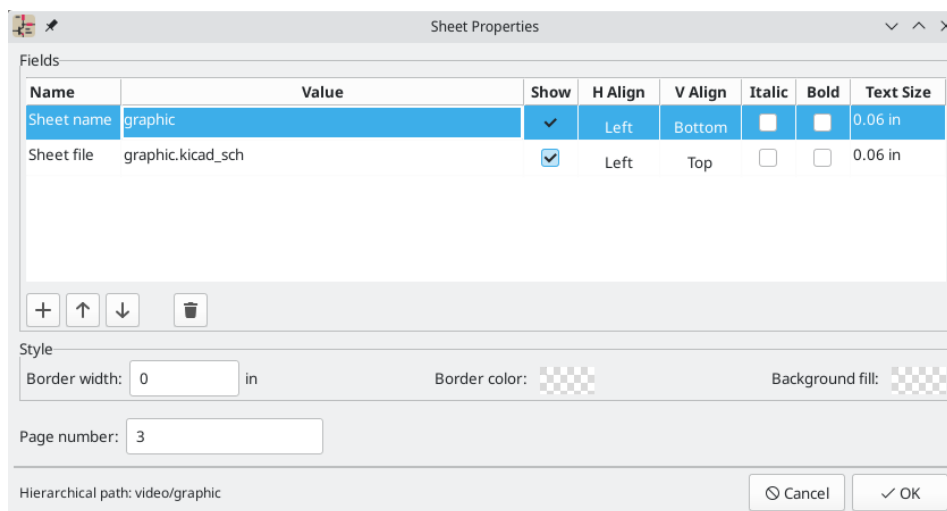 Sheet Properties
Fields
Name Value Show H Align V Align Italic Bold Text Size
Sheet name graphic Left Bottom 0.06 in
Sheet file graphic.kicad_sch Left Top 0.06 in
Style
Border width: 0 in Border color: Background fill:
Page number: 3
Hierarchical path: video/graphic Cancel OK